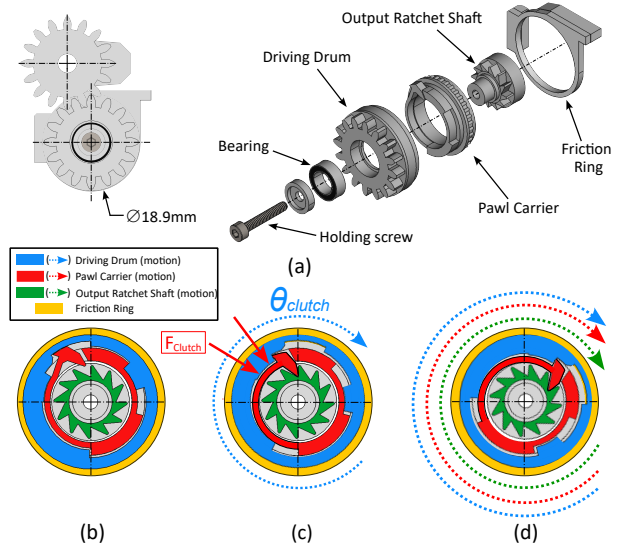 Output Ratchet Shaft
Driving Drum
Bearing
Friction
Ring
Pawl Carrier
Holding screw
∅18.9mm
(a)
(┈▸) Driving Drum (motion)
(┈▸) Pawl Carrier (motion)
(┈▸) Output Ratchet Shaft (motion)
Friction Ring
θclutch
FClutch
(b)
(c)
(d)